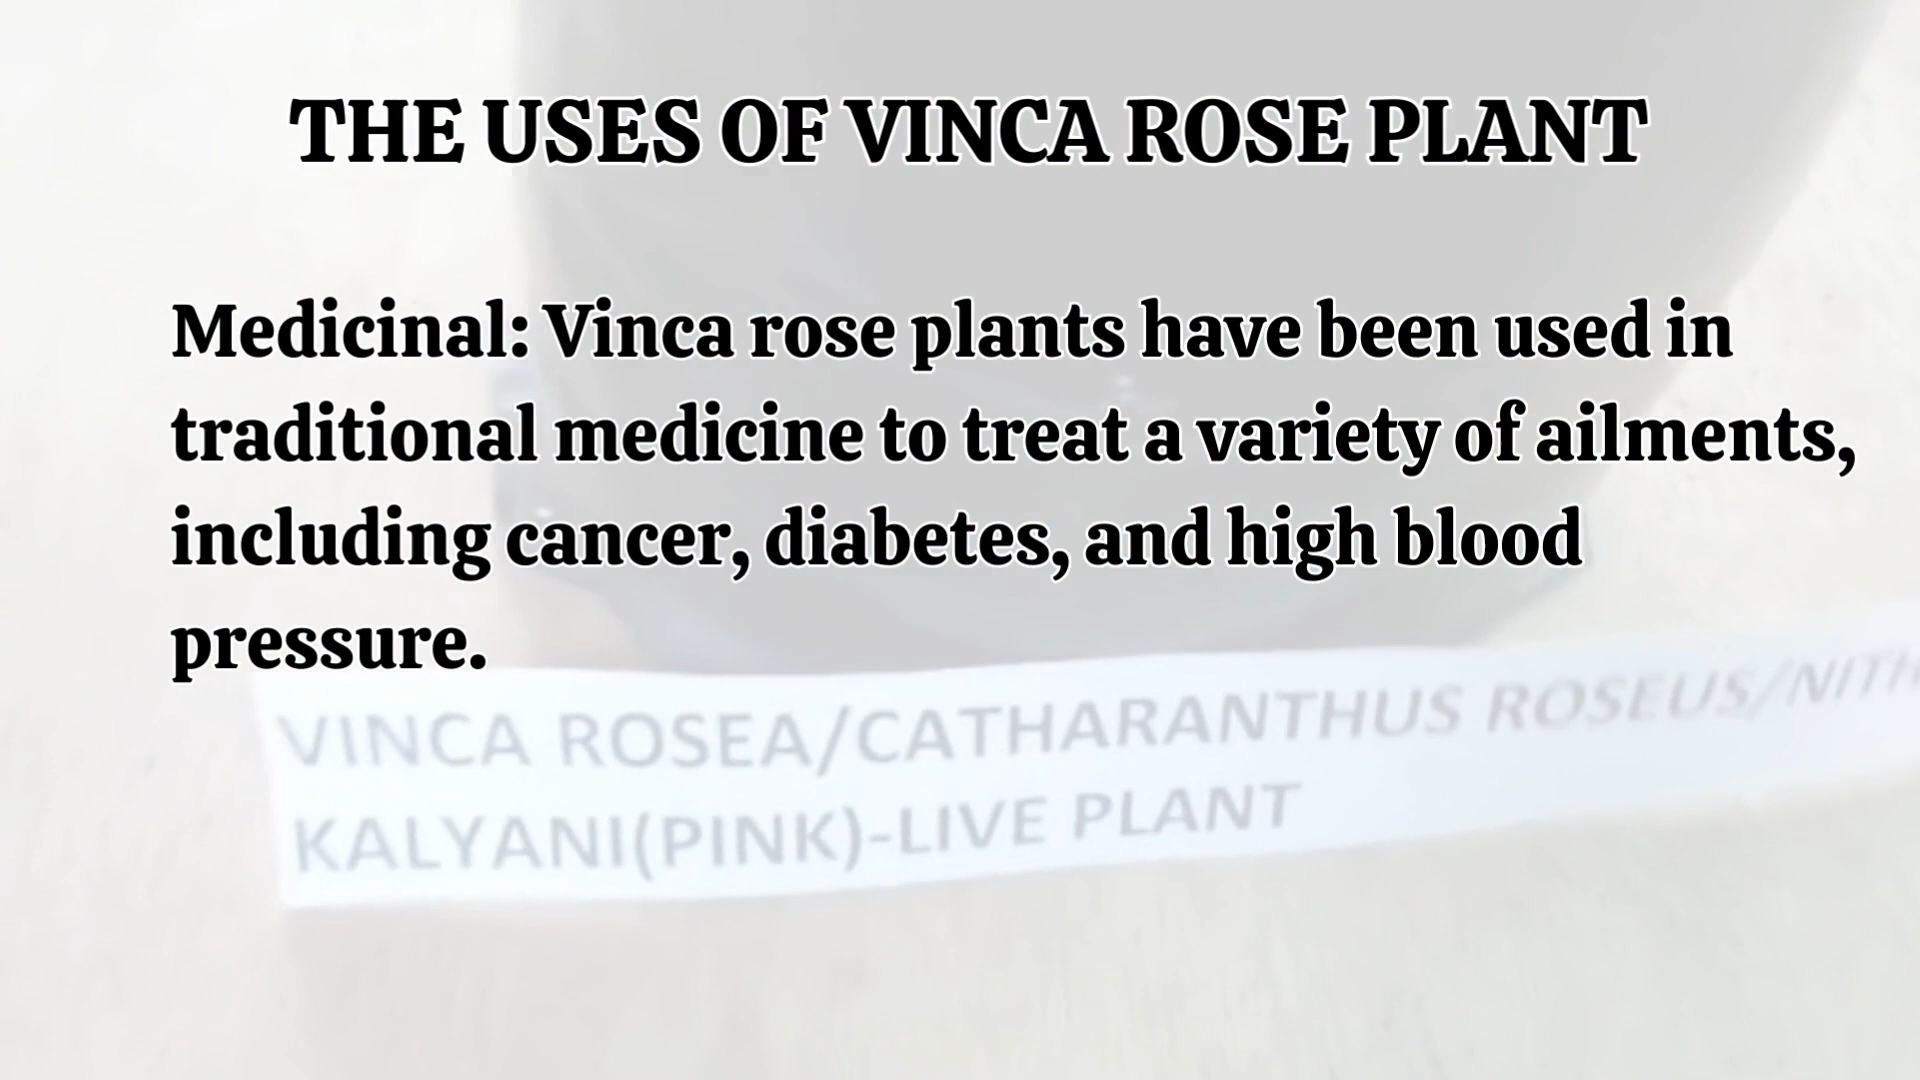 THE USES OF VINCA ROSE PLANT
Medicinal: Vinca rose plants have been used in
traditional medicine to treat a variety of ailments,
including cancer, diabetes, and high blood
pressure.
VINCA ROSEA/CATHARANTHUS ROSEUS/
KALYANI(PINK)-LIVE PLANT